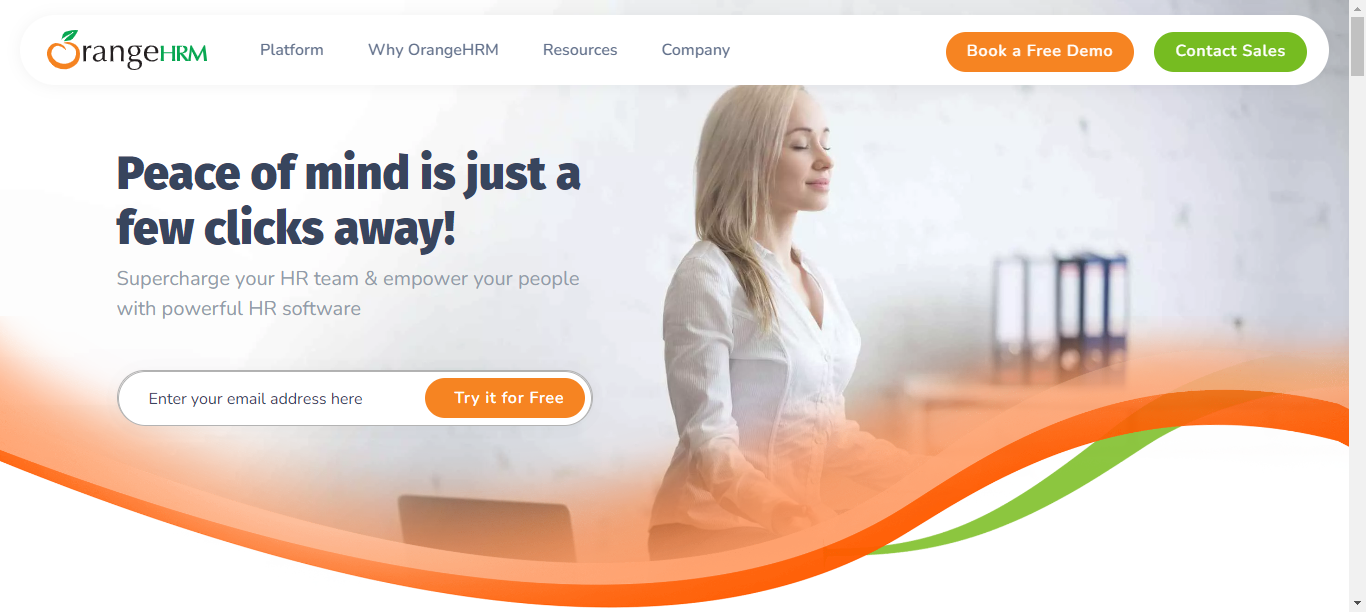 OrangeHRM
Platform
Why OrangeHRM
Resources
Company
Book a Free Demo
Contact Sales
Peace of mind is just a
few clicks away!
Supercharge your HR team & empower your people
with powerful HR software
Enter your email address here
Try it for Free